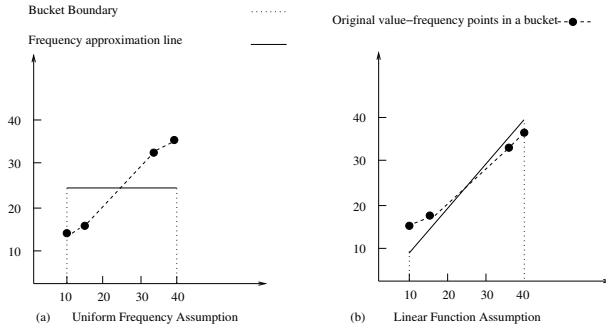 Bucket Boundary
Frequency approximation line
Original value−frequency points in a bucket
40
30
20
10
10 20 30 40
(a) Uniform Frequency Assumption
40
30
20
10
10 20 30 40
(b) Linear Function Assumption